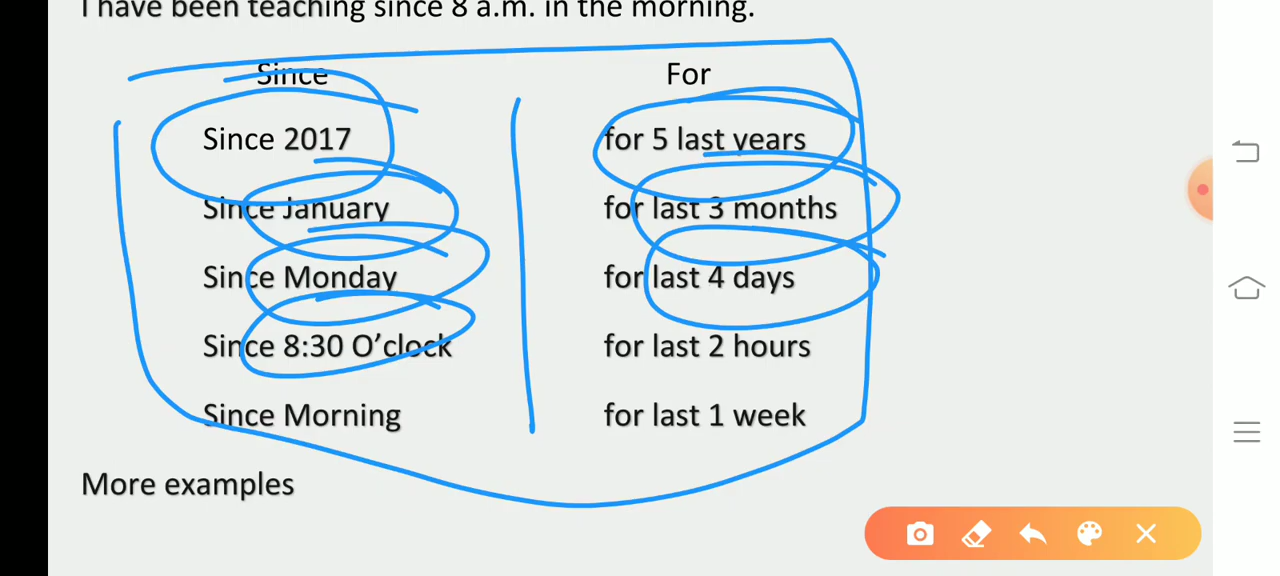 I have been teaching since 8 a.m. in the morning.
Since For
Since 2017 for 5 last years
Since January for last 3 months
Since Monday for last 4 days
Since 8:30 O’clock for last 2 hours
Since Morning for last 1 week
More examples